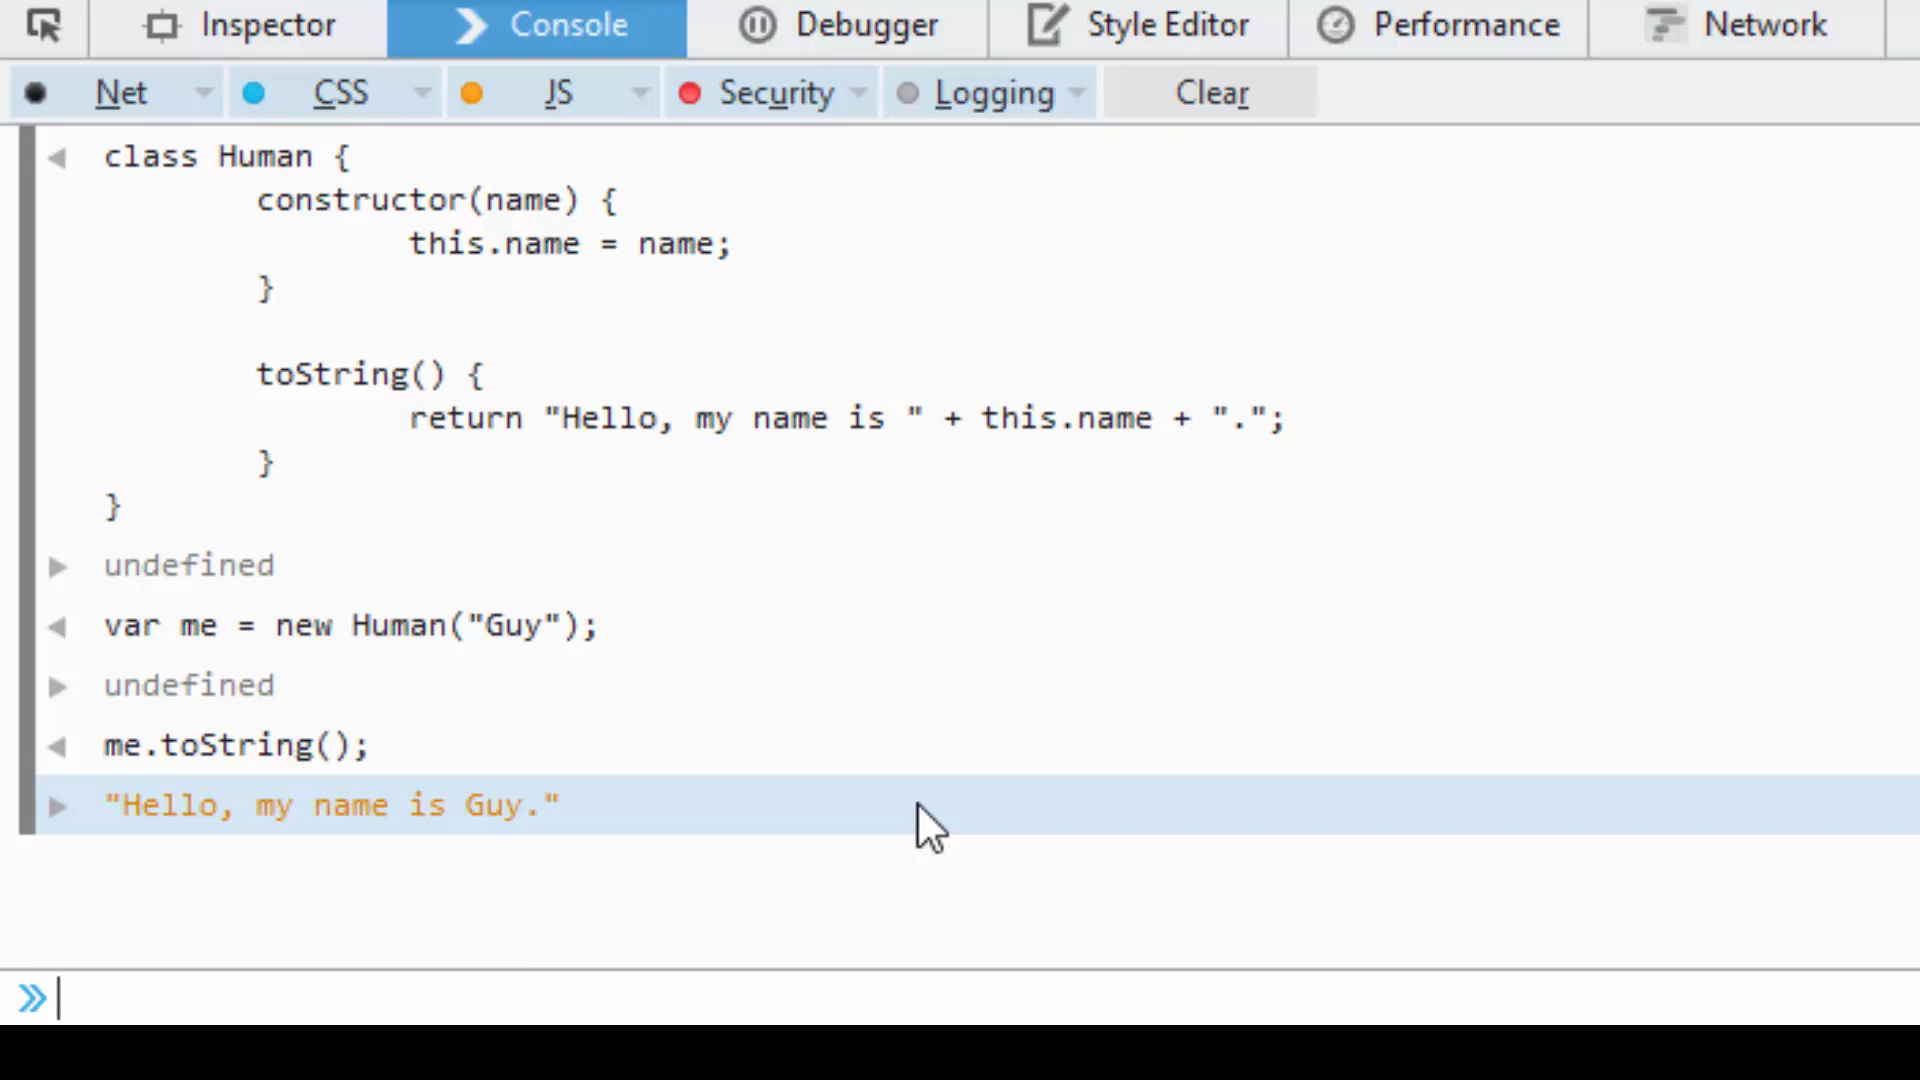 Inspector Console Debugger Style Editor Performance Network
Net CSS JS Security Logging Clear
class Human {
constructor(name) {
this.name = name;
}
toString() {
return "Hello, my name is " + this.name + ".";
}
}
undefined
var me = new Human("Guy");
undefined
me.toString();
"Hello, my name is Guy."